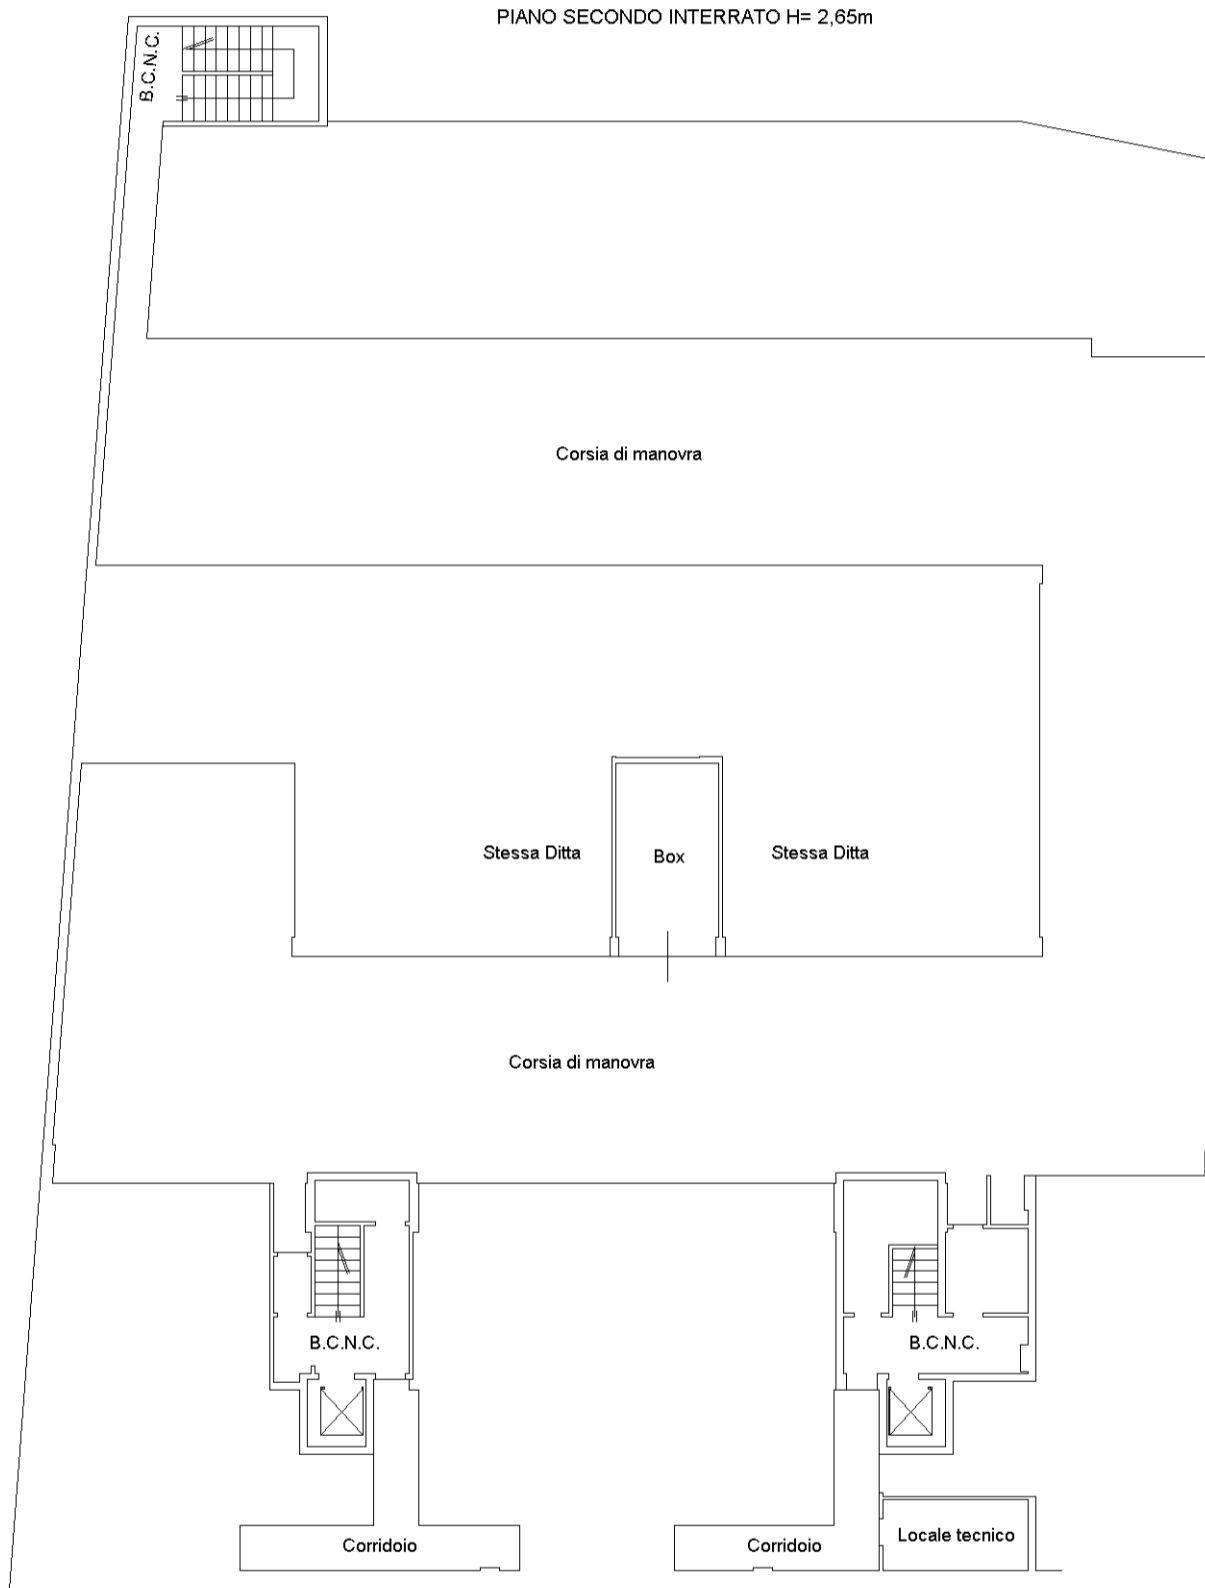 PIANO SECONDO INTERRATO H= 2,65m
B.C.N.C.
Corsia di manovra
Stessa Ditta
Box
Stessa Ditta
Corsia di manovra
B.C.N.C.
B.C.N.C.
Corridoio
Corridoio
Locale tecnico